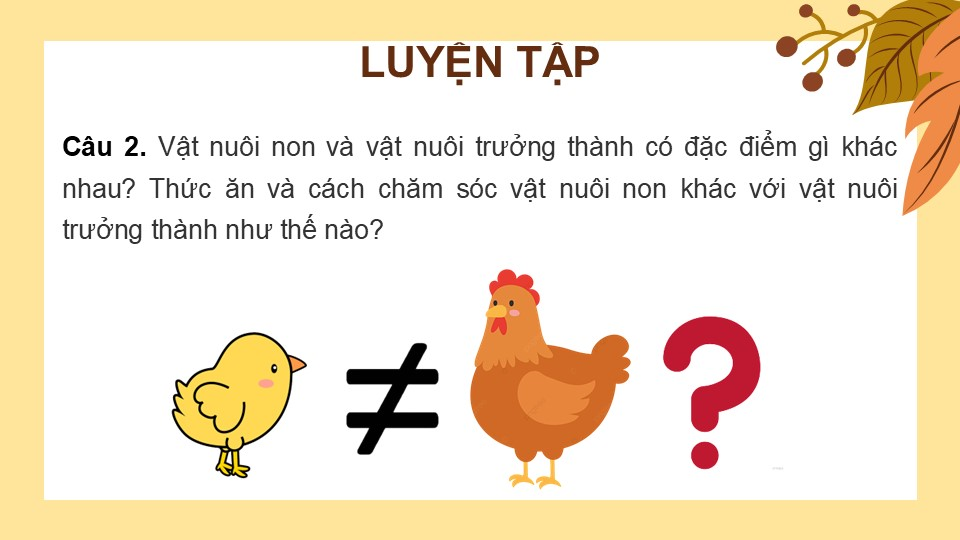 LUYỆN TẬP
Câu 2. Vật nuôi non và vật nuôi trưởng thành có đặc điểm gì khác
nhau? Thức ăn và cách chăm sóc vật nuôi non khác với vật nuôi
trưởng thành như thế nào?